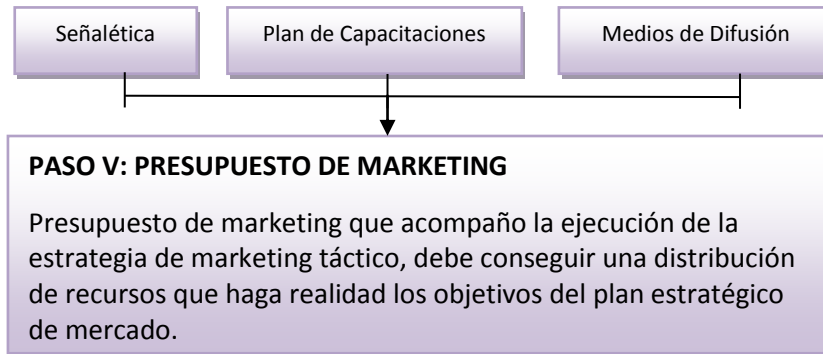 Señalética
Plan de Capacitaciones
Medios de Difusión
PASO V: PRESUPUESTO DE MARKETING
Presupuesto de marketing que acompaño la ejecución de la
estrategia de marketing táctico, debe conseguir una distribución
de recursos que haga realidad los objetivos del plan estratégico
de mercado.